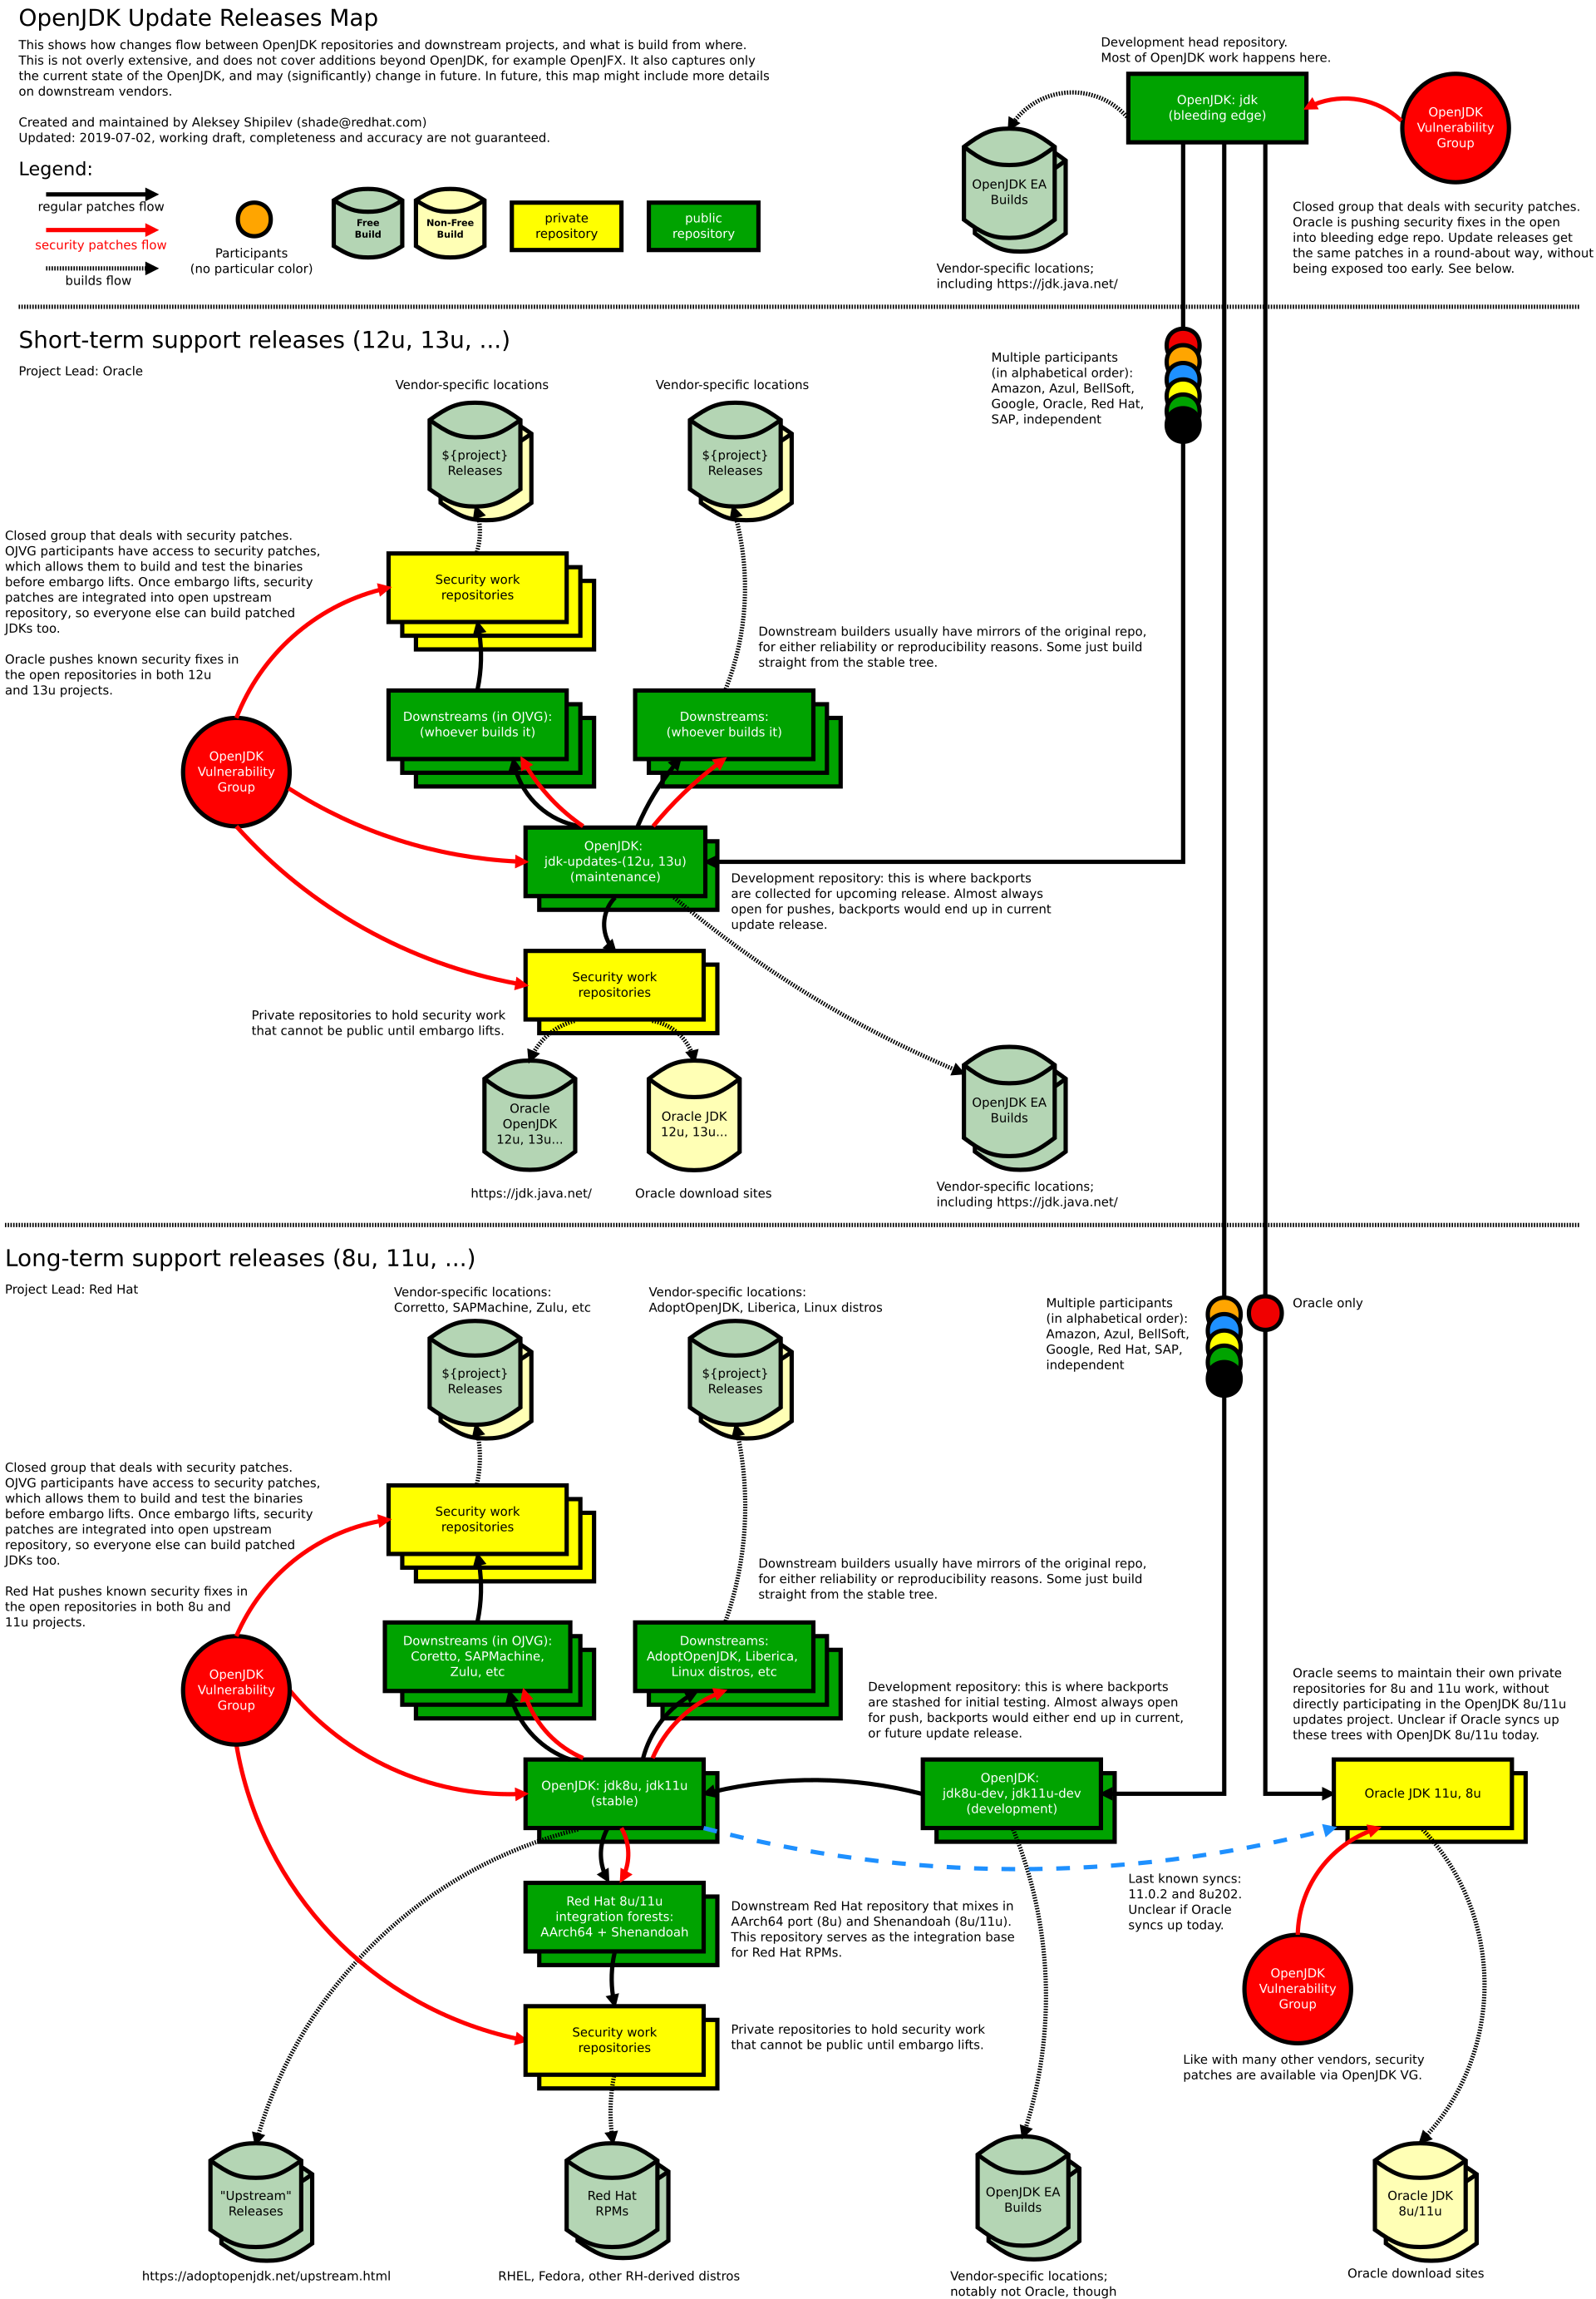 OpenJDK Update Releases Map
This shows how changes flow between OpenJDK repositories and downstream projects, and what is build from where.
This is not overly extensive, and does not cover additions beyond OpenJDK, for example OpenJFX. It also captures only
the current state of the OpenJDK, and may (significantly) change in future. In future, this map might include more details
on downstream vendors.
Created and maintained by Aleksey Shipilev (shade@redhat.com)
Updated: 2019-07-02, working draft, completeness and accuracy are not guaranteed.
Legend:
regular patches flow
security patches flow
builds flow
Participants
(no particular color)
Free
Build
Non-Free
Build
private
repository
public
repository
Development head repository.
Most of OpenJDK work happens here.
OpenJDK: jdk
(bleeding edge)
OpenJDK
Vulnerability
Group
OpenJDK EA
Builds
Vendor-specific locations;
including https://jdk.java.net/
Closed group that deals with security patches.
Oracle is pushing security fixes in the open
into bleeding edge repo. Update releases get
the same patches in a round-about way, without
being exposed too early. See below.
Short-term support releases (12u, 13u, ...)
Project Lead: Oracle
Vendor-specific locations
Vendor-specific locations
${project}
Releases
${project}
Releases
Multiple participants
(in alphabetical order):
Amazon, Azul, BellSoft,
Google, Oracle, Red Hat,
SAP, independent
Closed group that deals with security patches.
OJVG participants have access to security patches,
which allows them to build and test the binaries
before embargo lifts. Once embargo lifts, security
patches are integrated into open upstream
repository, so everyone else can build patched
JDKs too.
Oracle pushes known security fixes in
the open repositories in both 12u
and 13u projects.
Security work
repositories
Downstream builders usually have mirrors of the original repo,
for either reliability or reproducibility reasons. Some just build
straight from the stable tree.
Downstreams (in OJVG):
(whoever builds it)
Downstreams:
(whoever builds it)
OpenJDK
Vulnerability
Group
OpenJDK:
jdk-updates-(12u, 13u)
(maintenance)
Development repository: this is where backports
are collected for upcoming release. Almost always
open for pushes, backports would end up in current
update release.
Security work
repositories
Private repositories to hold security work
that cannot be public until embargo lifts.
Oracle
OpenJDK
12u, 13u...
Oracle JDK
12u, 13u...
OpenJDK EA
Builds
https://jdk.java.net/
Oracle download sites
Vendor-specific locations;
including https://jdk.java.net/
Long-term support releases (8u, 11u, ...)
Project Lead: Red Hat
Vendor-specific locations:
Corretto, SAPMachine, Zulu, etc
Vendor-specific locations:
AdoptOpenJDK, Liberica, Linux distros
${project}
Releases
${project}
Releases
Multiple participants
(in alphabetical order):
Amazon, Azul, BellSoft,
Google, Red Hat, SAP,
independent
Oracle only
Closed group that deals with security patches.
OJVG participants have access to security patches,
which allows them to build and test the binaries
before embargo lifts. Once embargo lifts, security
patches are integrated into open upstream
repository, so everyone else can build patched
JDKs too.
Red Hat pushes known security fixes in
the open repositories in both 8u and
11u projects.
Security work
repositories
Downstream builders usually have mirrors of the original repo,
for either reliability or reproducibility reasons. Some just build
straight from the stable tree.
Downstreams (in OJVG):
Coretto, SAPMachine,
Zulu, etc
Downstreams:
AdoptOpenJDK, Liberica,
Linux distros, etc
OpenJDK
Vulnerability
Group
Development repository: this is where backports
are stashed for initial testing. Almost always open
for push, backports would either end up in current,
or future update release.
Oracle seems to maintain their own private
repositories for 8u and 11u work, without
directly participating in the OpenJDK 8u/11u
updates project. Unclear if Oracle syncs up
these trees with OpenJDK 8u/11u today.
OpenJDK: jdk8u, jdk11u
(stable)
OpenJDK:
jdk8u-dev, jdk11u-dev
(development)
Oracle JDK 11u, 8u
Last known syncs:
11.0.2 and 8u202.
Unclear if Oracle
syncs up today.
Red Hat 8u/11u
integration forests:
AArch64 + Shenandoah
Downstream Red Hat repository that mixes in
AArch64 port (8u) and Shenandoah (8u/11u).
This repository serves as the integration base
for Red Hat RPMs.
OpenJDK
Vulnerability
Group
Security work
repositories
Private repositories to hold security work
that cannot be public until embargo lifts.
Like with many other vendors, security
patches are available via OpenJDK VG.
"Upstream"
Releases
Red Hat
RPMs
OpenJDK EA
Builds
Oracle JDK
8u/11u
https://adoptopenjdk.net/upstream.html
RHEL, Fedora, other RH-derived distros
Vendor-specific locations;
notably not Oracle, though
Oracle download sites